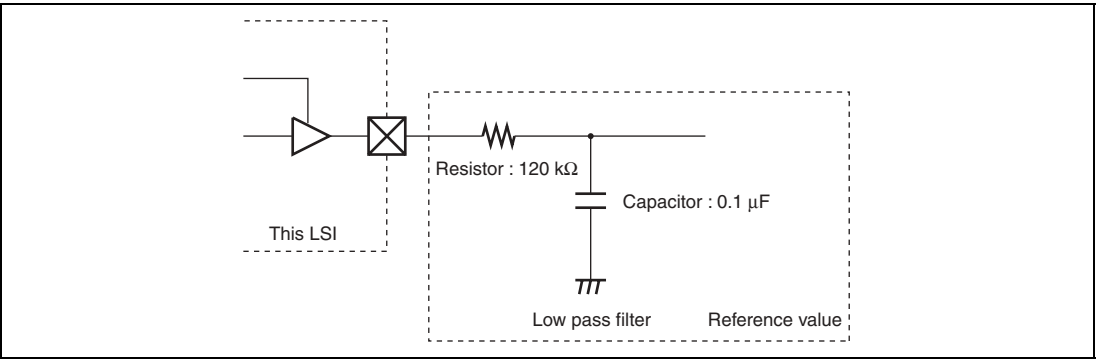 Resistor : 120 kΩ
Capacitor : 0.1 μF
This LSI
Low pass filter
Reference value